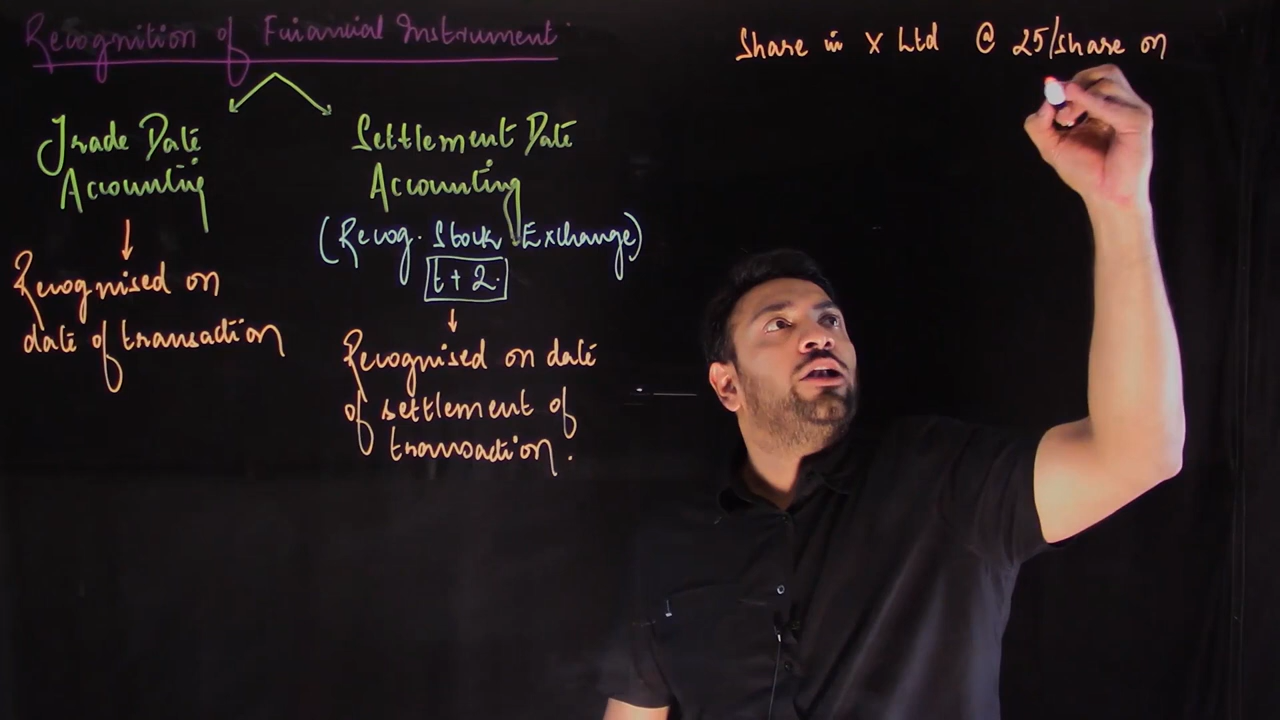 Recognition of Financial Instrument.
Trade Date
Accounting
Recognised on
date of transaction
Settlement Date
Accounting
(Recog. Stock Exchange)
t + 2.
Recognised on date
of settlement of
transaction.
Share in X Ltd @ 25/share on